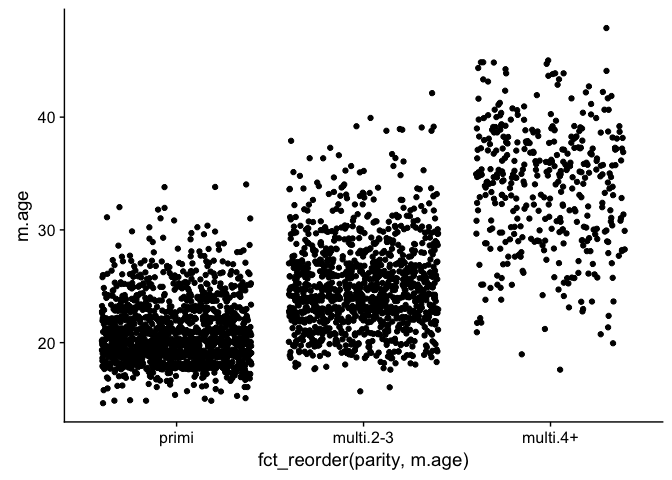 40
30
20
m.age
primi multi.2-3 multi.4+
fct_reorder(parity, m.age)